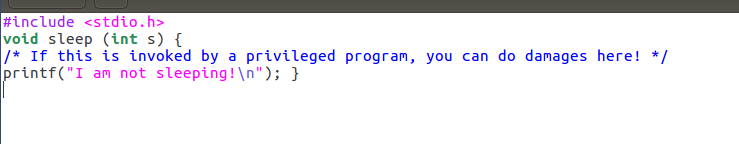 #include <stdio.h>
void sleep (int s) {
/* If this is invoked by a privileged program, you can do damages here! */
printf("I am not sleeping!\n"); }